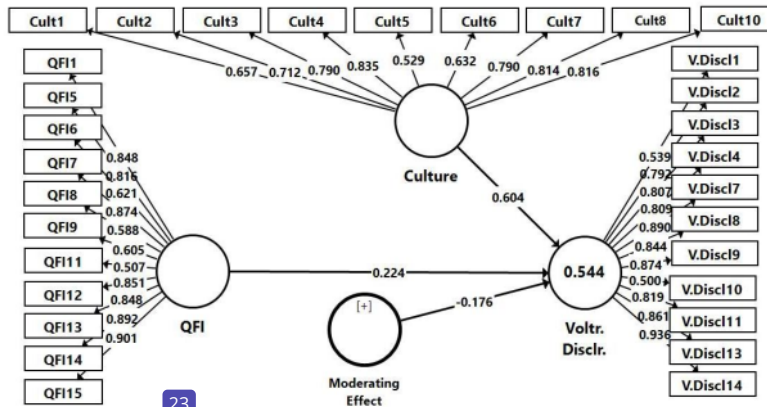 Cult1 Cult2 Cult3 Cult4 Cult5 Cult6 Cult7 Cult8 Cult10
0.657 0.712 0.790 0.835 0.529 0.632 0.790 0.814 0.816
Culture
QFI1
QFI5
QFI6
QFI7
QFI8
QFI9
QFI11
QFI12
QFI13
QFI14
QFI15
0.848
0.816
0.621
0.874
0.588
0.605
0.507
0.851
0.848
0.892
0.901
QFI
0.604
0.224
-0.176
[+]
Moderating
Effect
0.544
Voltr.
Disclr.
0.539
0.792
0.807
0.809
0.890
0.844
0.874
0.500
0.819
0.861
0.936
V.Discl1
V.Discl2
V.Discl3
V.Discl4
V.Discl7
V.Discl8
V.Discl9
V.Discl10
V.Discl11
V.Discl13
V.Discl14
23